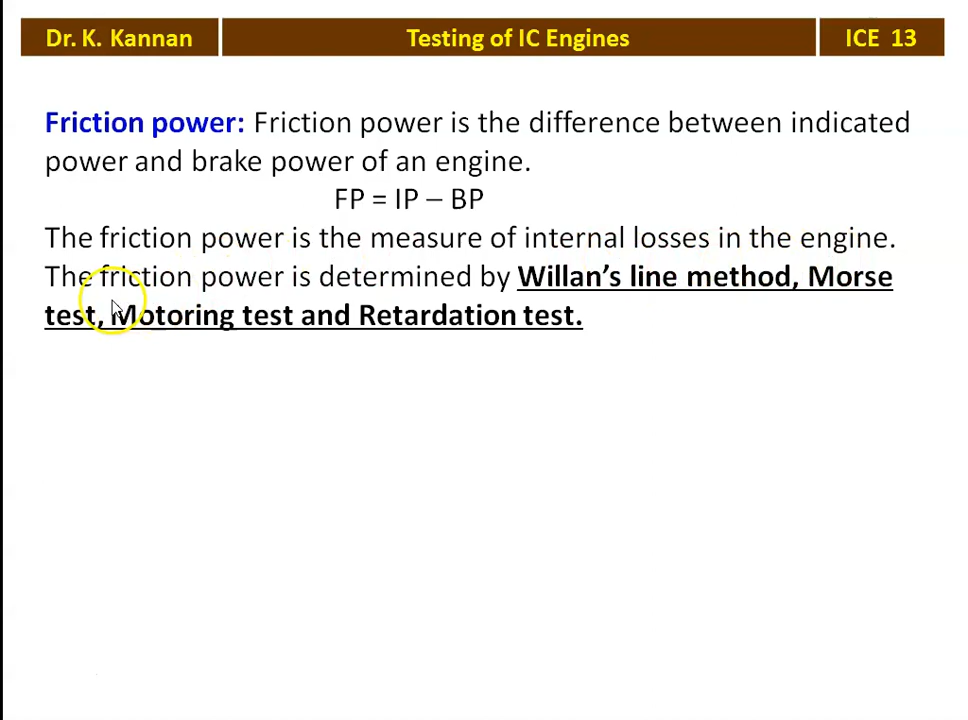 Dr. K. Kannan
Testing of IC Engines
ICE 13
Friction power: Friction power is the difference between indicated
power and brake power of an engine.
FP = IP – BP
The friction power is the measure of internal losses in the engine.
The friction power is determined by Willan’s line method, Morse
test, Motoring test and Retardation test.